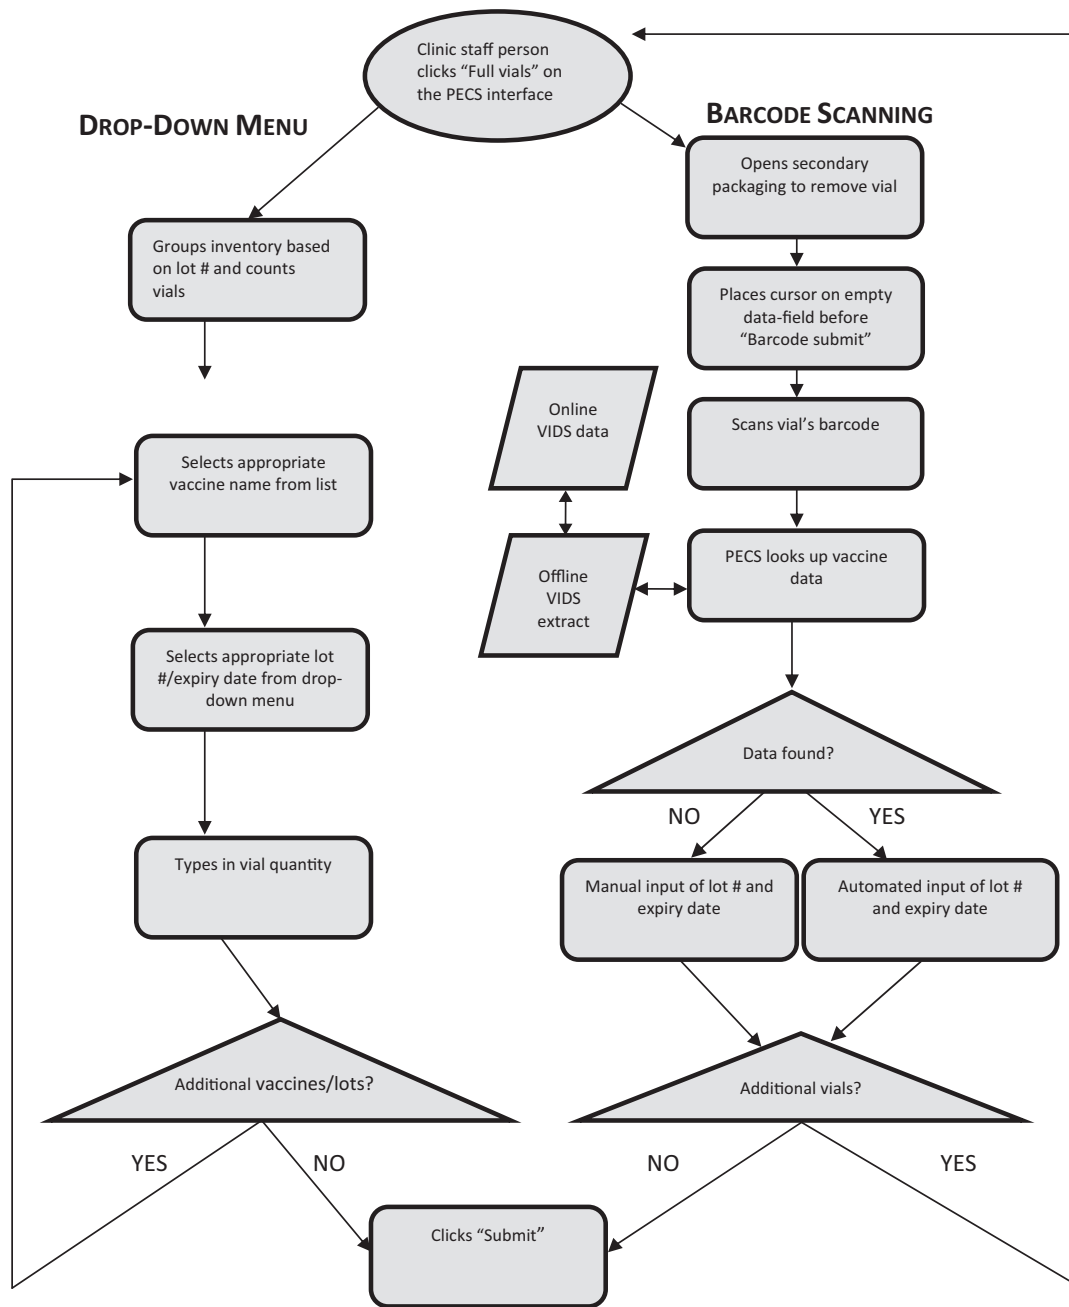 Clinic staff person
clicks “Full vials” on
the PECS interface
DROP-DOWN MENU
BARCODE SCANNING
Groups inventory based
on lot # and counts
vials
Selects appropriate
vaccine name from list
Selects appropriate lot
#/expiry date from drop-
down menu
Types in vial quantity
Additional vaccines/lots?
YES
NO
Opens secondary
packaging to remove vial
Places cursor on empty
data-field before
“Barcode submit”
Scans vial’s barcode
PECS looks up vaccine
data
Online
VIDS data
Offline
VIDS
extract
Data found?
NO
YES
Manual input of lot # and
expiry date
Automated input of lot #
and expiry date
Additional vials?
NO
YES
Clicks “Submit”